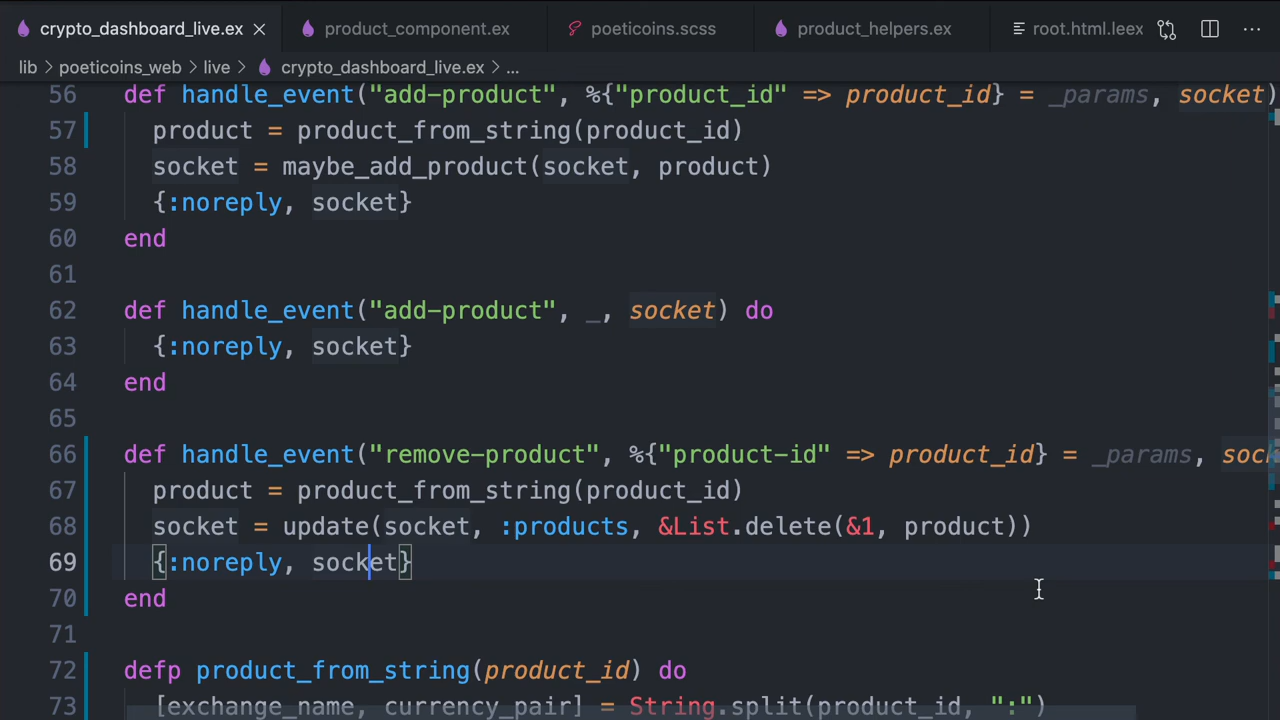 crypto_dashboard_live.ex product_component.ex poeticoins.scss product_helpers.ex root.html.leex
lib > poeticoins_web > live > crypto_dashboard_live.ex > ...
56 def handle_event("add-product", %{"product_id" => product_id} = _params, socket)
57 product = product_from_string(product_id)
58 socket = maybe_add_product(socket, product)
59 {:noreply, socket}
60 end
61
62 def handle_event("add-product", _, socket) do
63 {:noreply, socket}
64 end
65
66 def handle_event("remove-product", %{"product-id" => product_id} = _params, sock
67 product = product_from_string(product_id)
68 socket = update(socket, :products, &List.delete(&1, product))
69 {:noreply, socket}
70 end
71
72 defp product_from_string(product_id) do
73 [exchange_name, currency_pair] = String.split(product_id, ":")